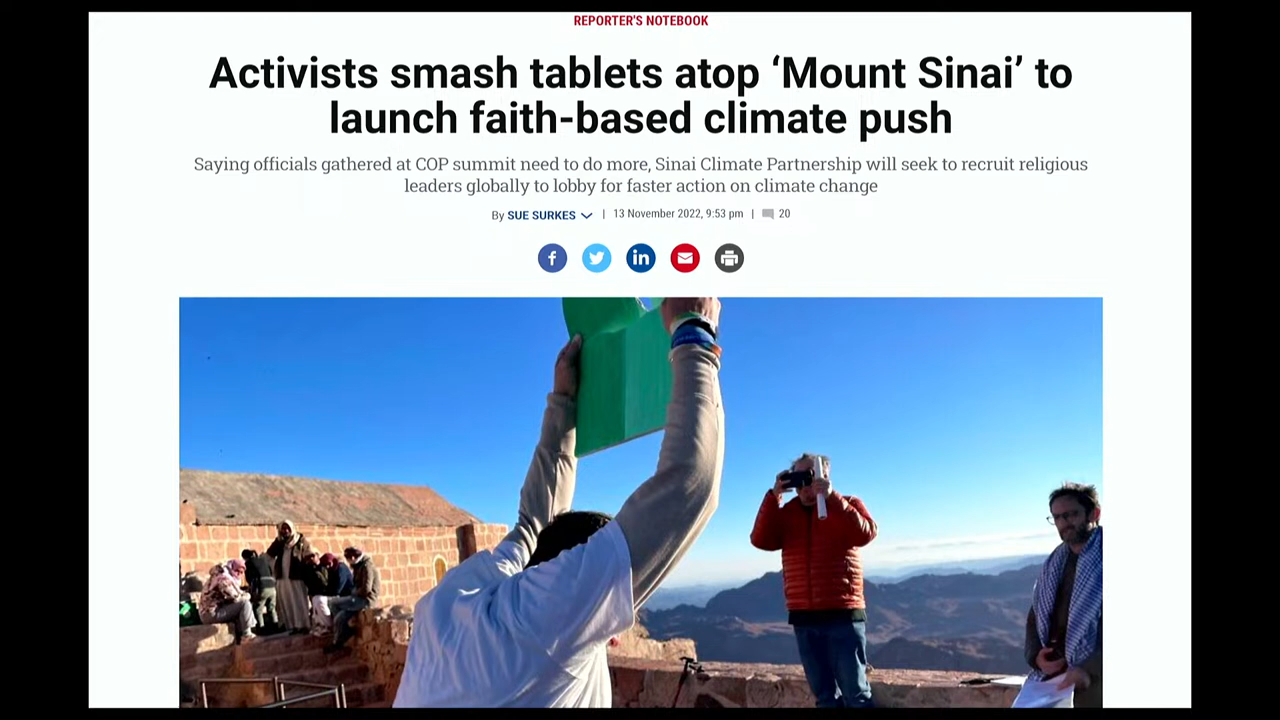 REPORTER'S NOTEBOOK
Activists smash tablets atop ‘Mount Sinai’ to
launch faith-based climate push
Saying officials gathered at COP summit need to do more, Sinai Climate Partnership will seek to recruit religious
leaders globally to lobby for faster action on climate change
By SUE SURKES | 13 November 2022, 9:53 pm | 20